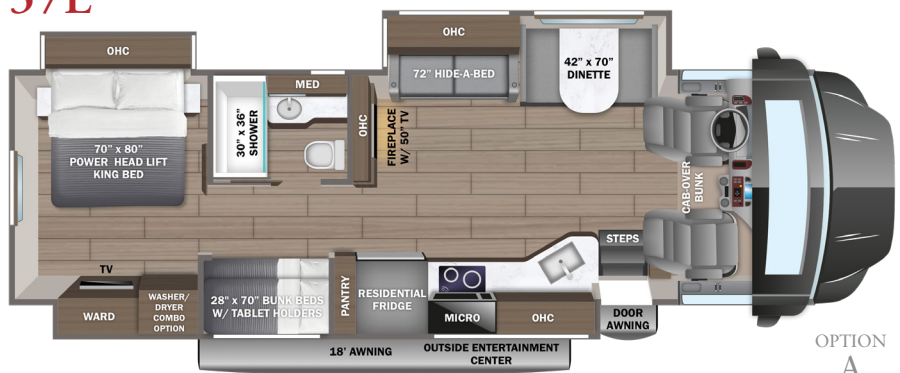 37L
OHC
OHC
72" HIDE-A-BED
42" x 70"
DINETTE
MED
30" x 36"
SHOWER
OHC
FIREPLACE
W/ 50" TV
70" x 80"
POWER HEAD LIFT
KING BED
CAB-OVER
BUNK
STEPS
TV
WARD
WASHER/
DRYER
COMBO
OPTION
28" x 70" BUNK BEDS
W/ TABLET HOLDERS
PANTRY
RESIDENTIAL
FRIDGE
MICRO
OHC
DOOR
AWNING
18' AWNING
OUTSIDE ENTERTAINMENT
CENTER
OPTION
A